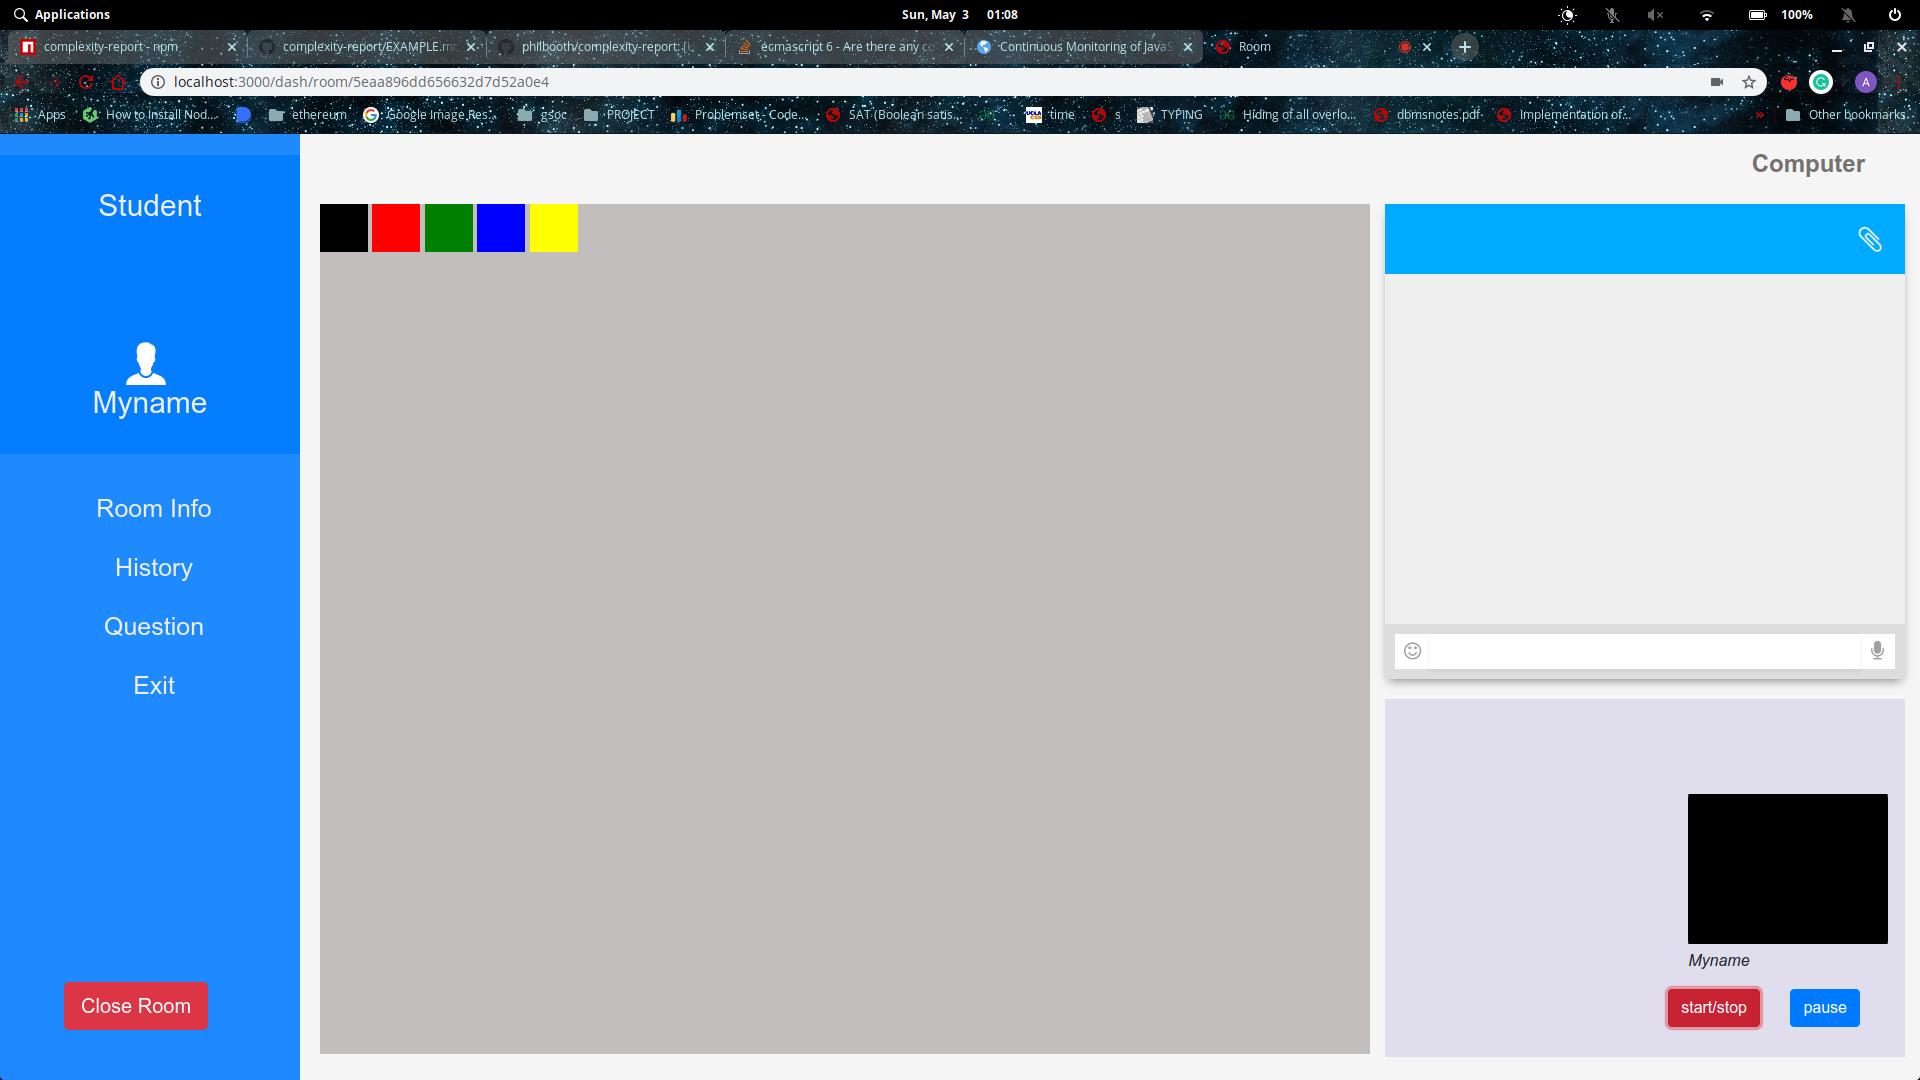 Applications
Sun, May 3 01:08
100%
complexity-report - npm
complexity-report/EXAMPLE.m
philbooth/complexity-report:
ecmascript 6 - Are there any co
Continuous Monitoring of JavaS
Room
localhost:3000/dash/room/5eaa896dd656632d7d52a0e4
A
Apps
How to Install Nod...
ethereum
Google Image Res...
gsoc
PROJECT
Problemset - Code...
SAT (Boolean satis...
time
s
TYPING
Hiding of all overlo...
dbmsnotes.pdf
Implementation of...
»
Other bookmarks
Computer
Student
Myname
Room Info
History
Question
Exit
Close Room
Myname
start/stop
pause